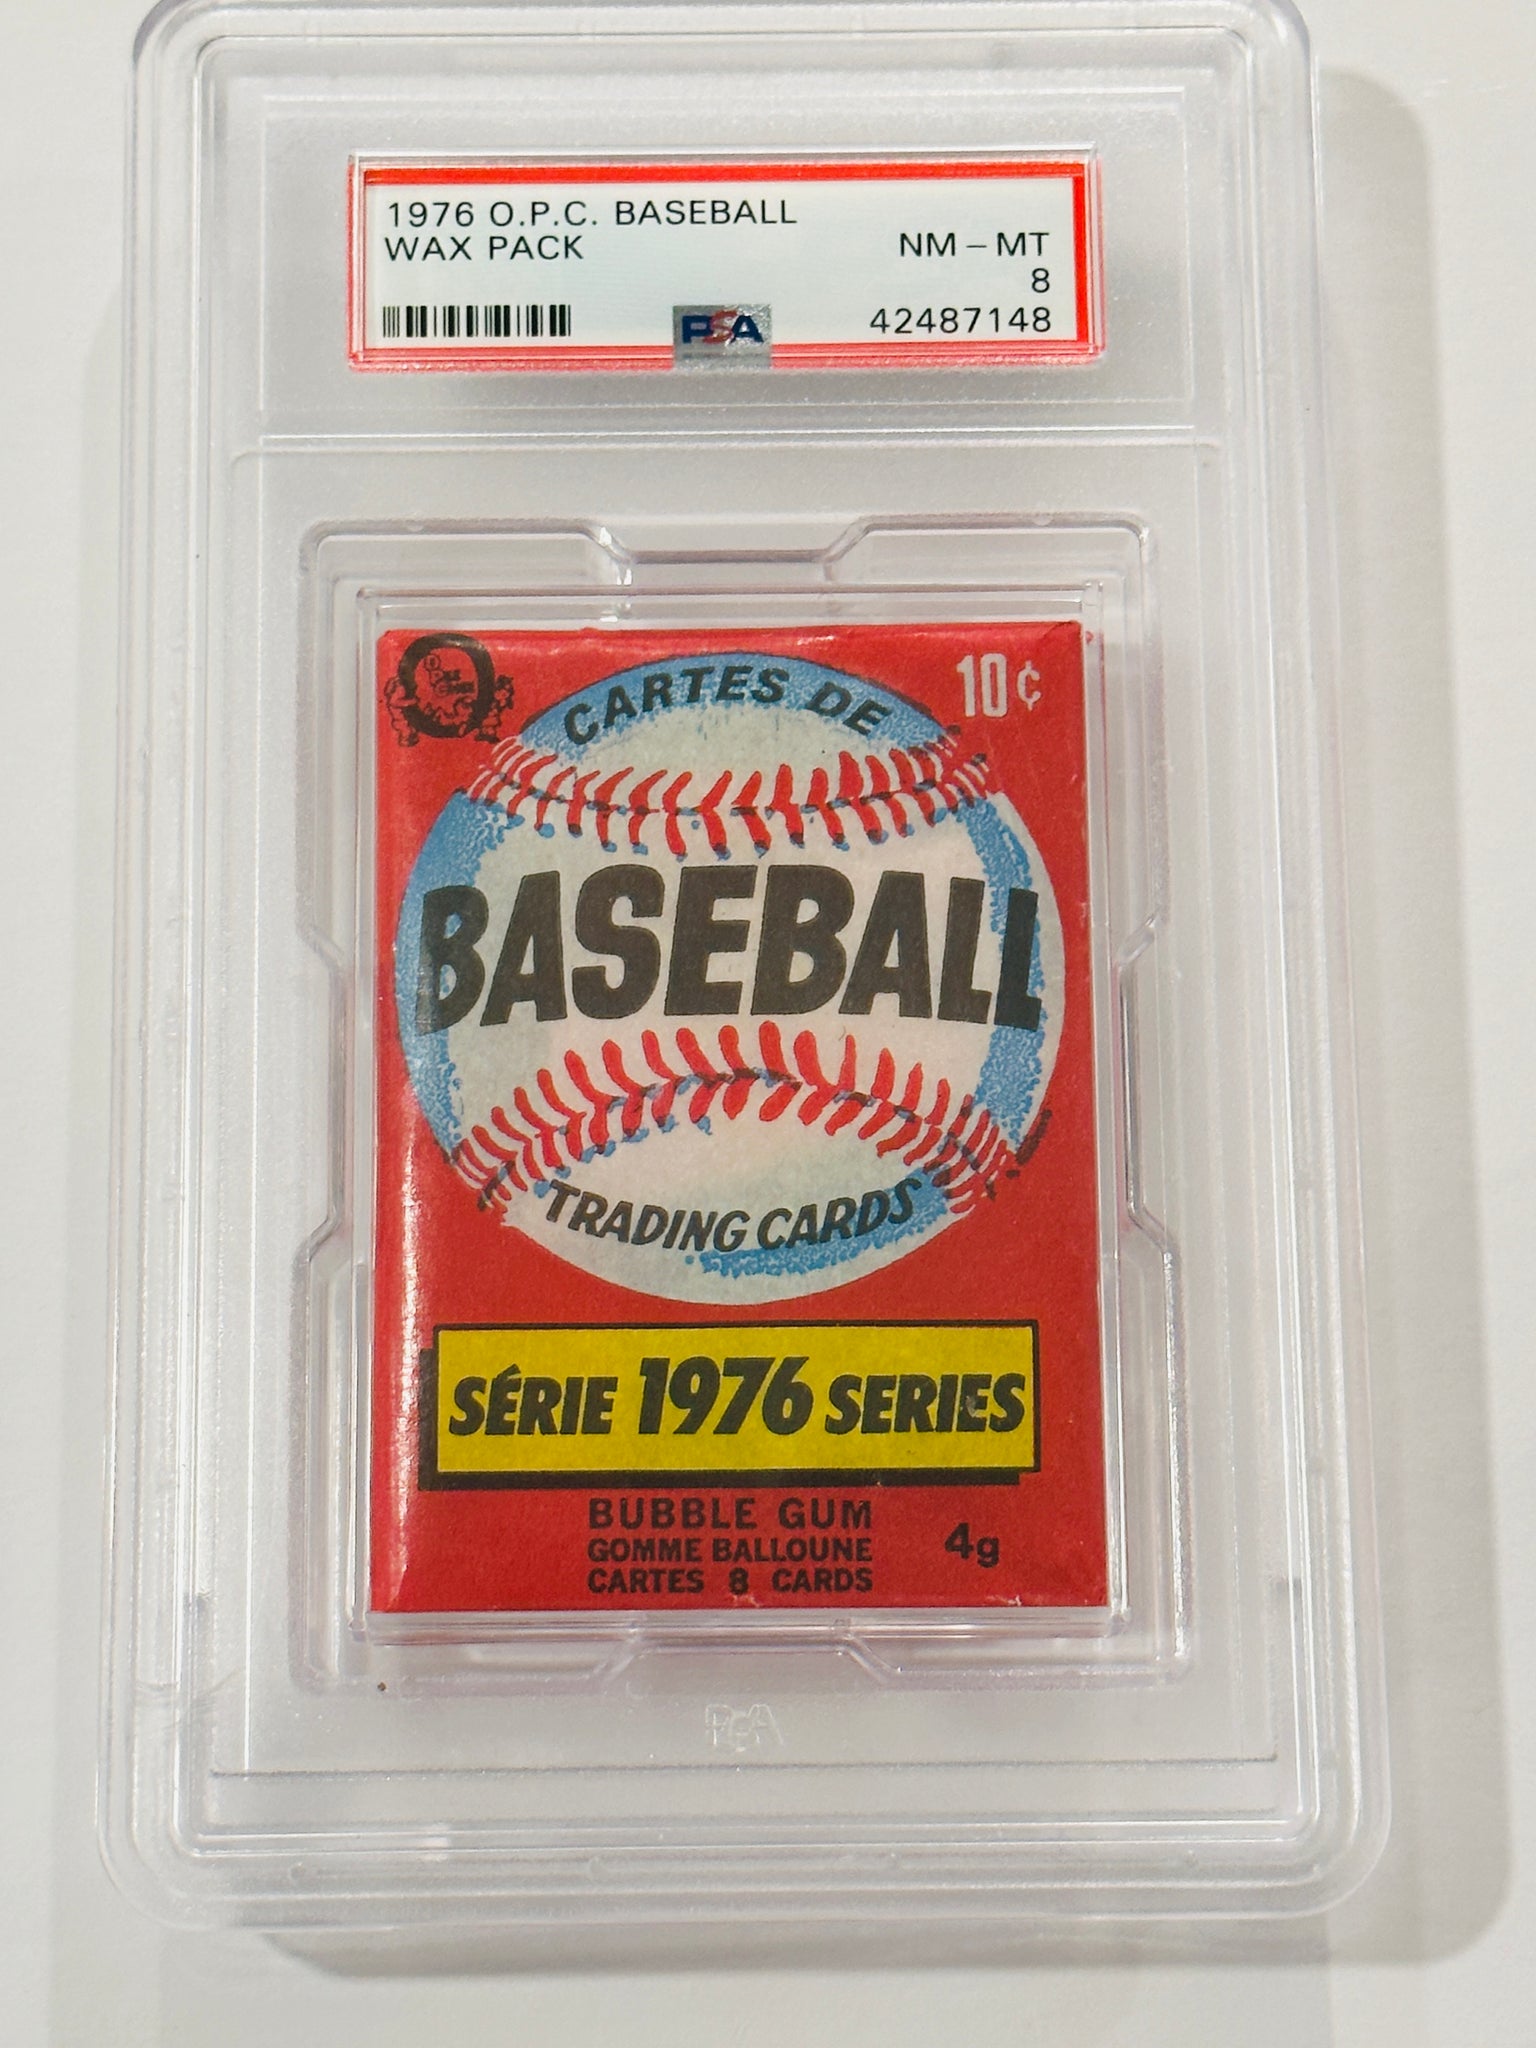 1976 O.P.C. BASEBALL
WAX PACK
NM - MT
8
PSA
42487148
10¢
CARTES DE
BASEBALL
TRADING CARDS
SÉRIE 1976 SERIES
BUBBLE GUM
GOMME BALLOUNE
CARTES 8 CARDS
4g
PSA